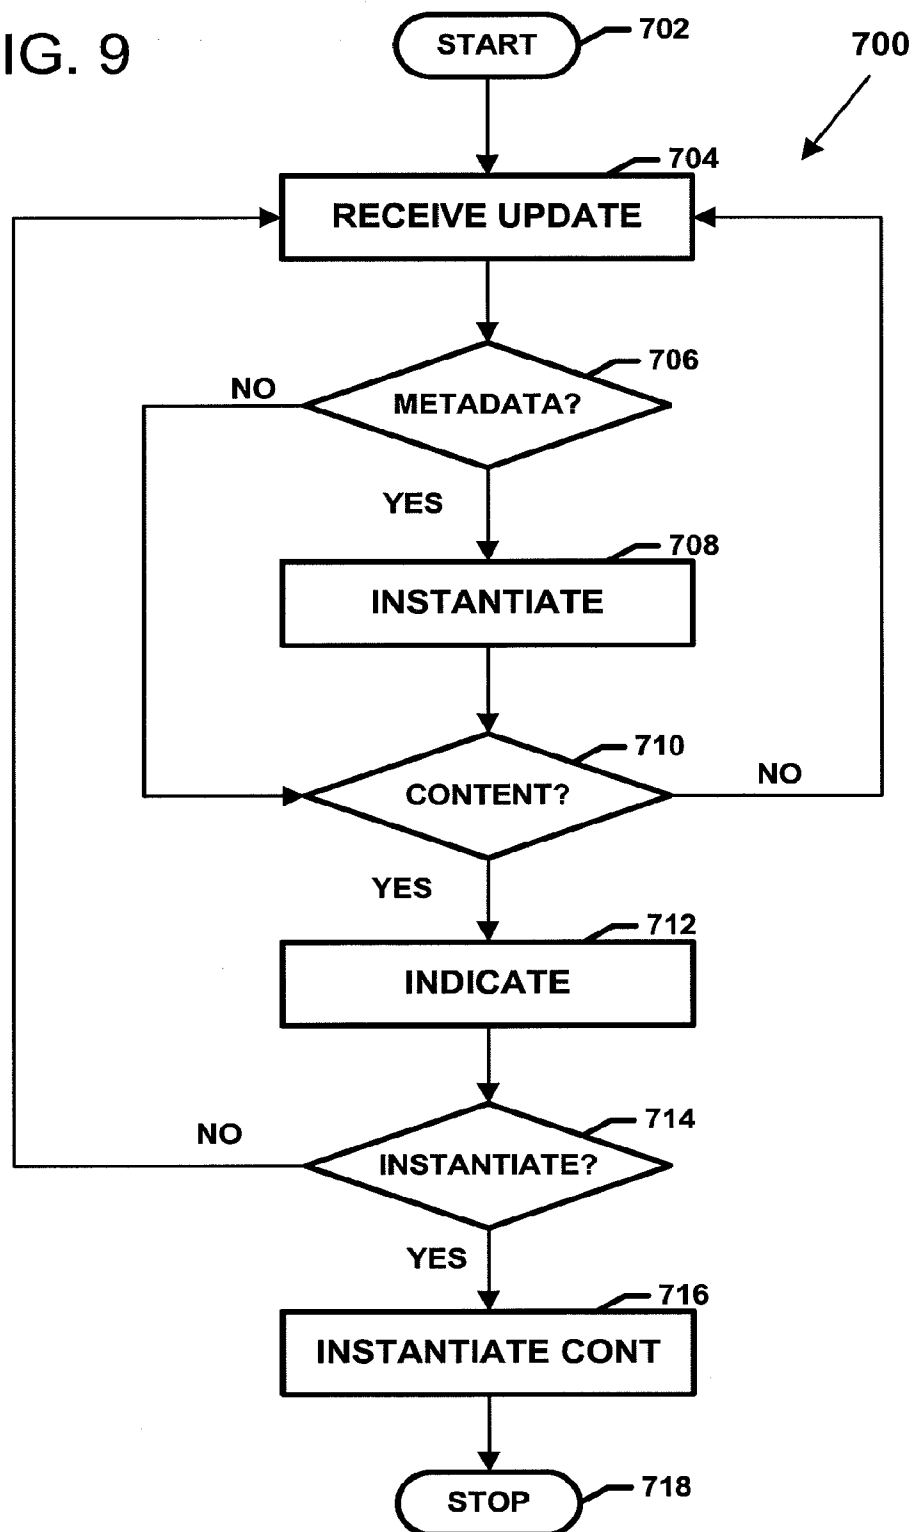 IG. 9
START
702
700
704
RECEIVE UPDATE
706
NO
METADATA?
YES
708
INSTANTIATE
710
CONTENT?
NO
YES
712
INDICATE
714
NO
INSTANTIATE?
YES
716
INSTANTIATE CONT
STOP
718